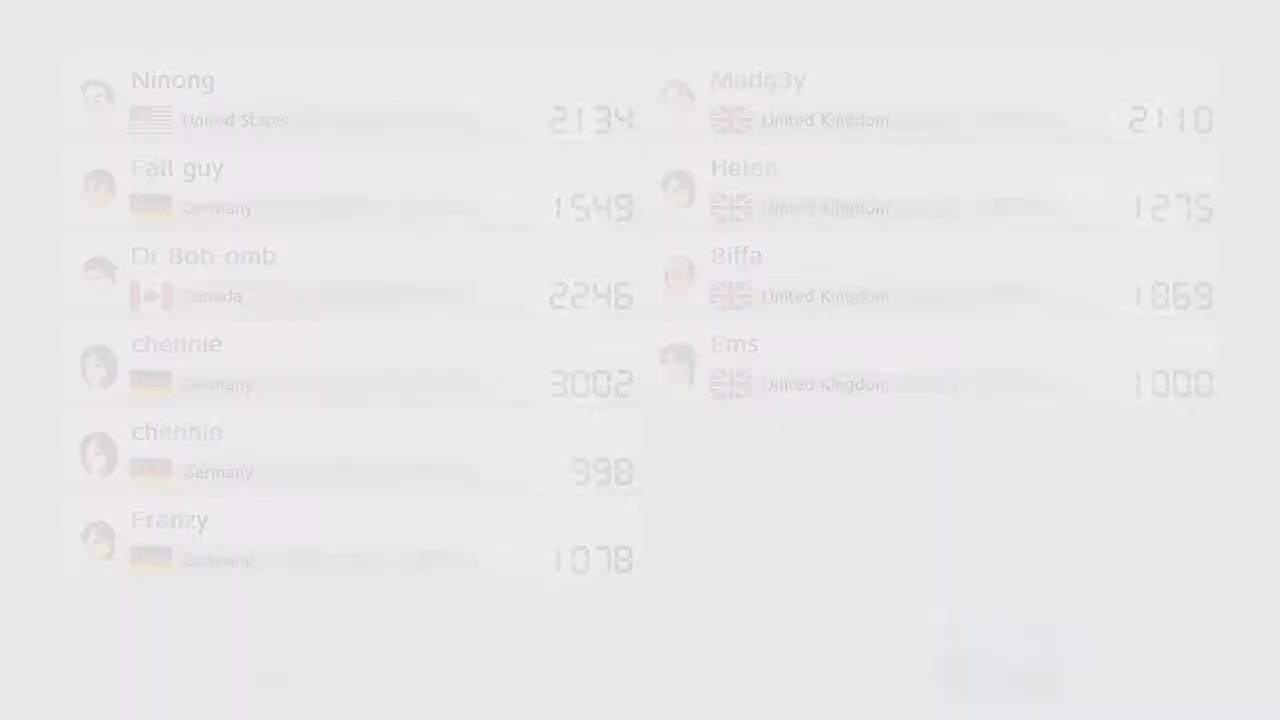 Ninong
United States 2134
Fall guy
Germany 1549
Dr Bob-omb
Canada 2246
chennie
Germany 3002
chennie
Germany 998
Franzy
Germany 1078
Madq3y
United Kingdom 2110
Helen
United Kingdom 1275
Biffa
United Kingdom 1869
Ems
United Kingdom 1000